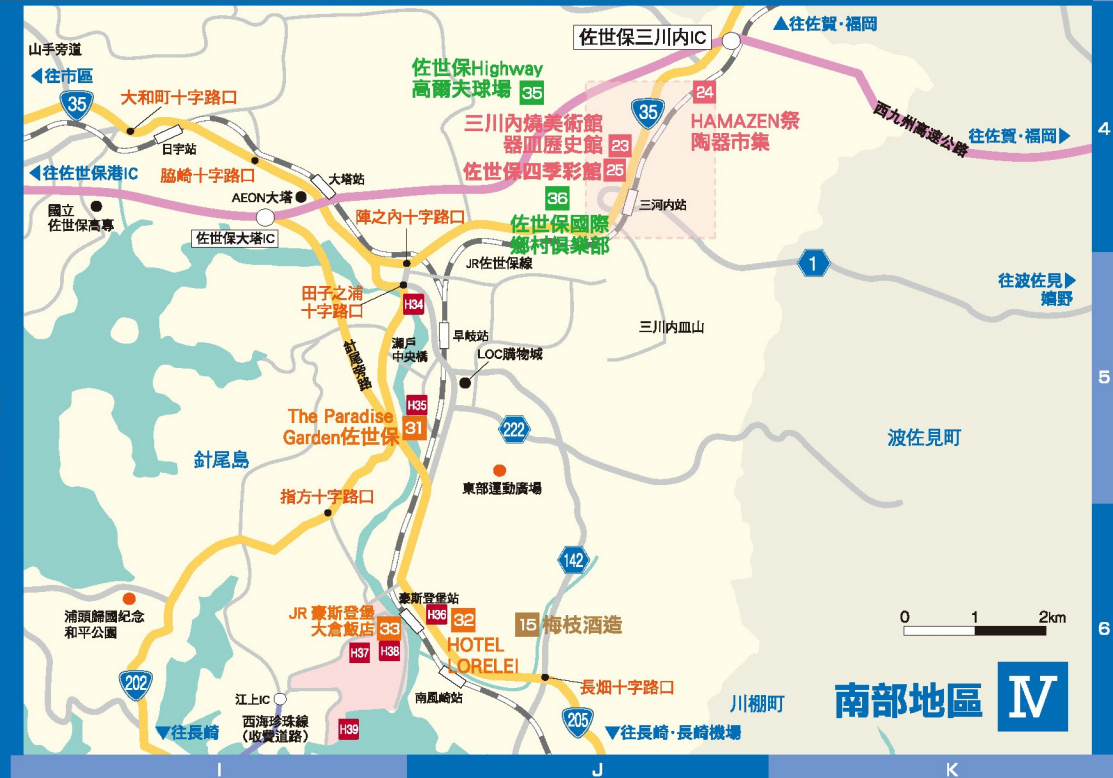 ▲往佐賀・福岡
佐世保三川內IC
山手旁道
◀往市區
佐世保Highway
高爾夫球場 35
35
大和町十字路口
24
HAMAZEN祭
陶器市集
35
西九州高速公路
往佐賀・福岡▶
4
三川內燒美術館
器皿歷史館 23
日宇站
佐世保四季彩館 25
◀往佐世保港IC
脇崎十字路口
大塔站
AEON大塔
36
三河內站
國立
佐世保高專
陣之內十字路口
佐世保國際
鄉村俱樂部
佐世保大塔IC
JR佐世保線
1
往波佐見▶
嬉野
田子之浦
十字路口
H34
三川內皿山
早岐站
瀨戶
中央橋
針尾旁路
LOC購物城
5
H35
The Paradise
Garden佐世保 31
222
波佐見町
針尾島
東部運動廣場
指方十字路口
142
豪斯登堡站
浦頭歸國紀念
和平公園
JR 豪斯登堡
大倉飯店 33
H36
32
HOTEL
LORELEI
15 梅枝酒造
0 1 2km
6
H37
H38
202
江上IC
南風崎站
長畑十字路口
川棚町
南部地區 Ⅳ
西海珍珠線
（收費道路）
H39
205
▼往長崎
▼往長崎・長崎機場
I
J
K